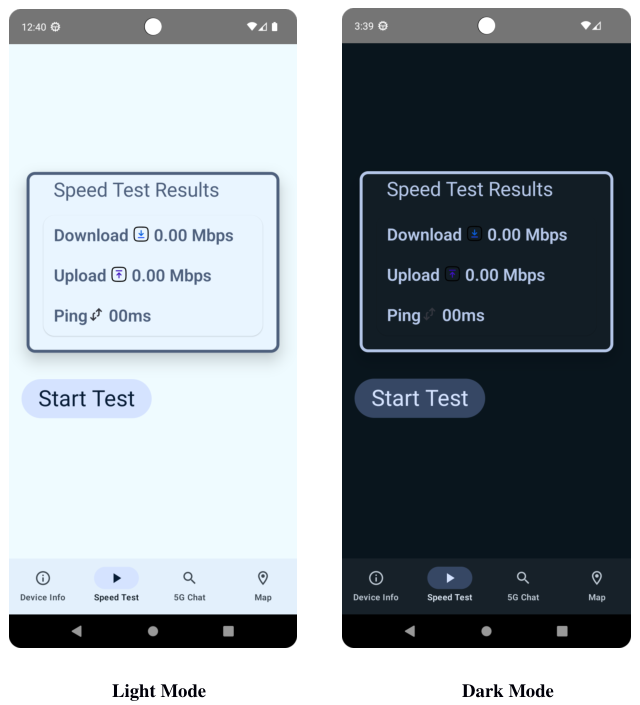 12:40
Speed Test Results
Download 0.00 Mbps
Upload 0.00 Mbps
Ping 00ms
Start Test
Device Info
Speed Test
5G Chat
Map
Light Mode
3:39
Speed Test Results
Download 0.00 Mbps
Upload 0.00 Mbps
Ping 00ms
Start Test
Device Info
Speed Test
5G Chat
Map
Dark Mode